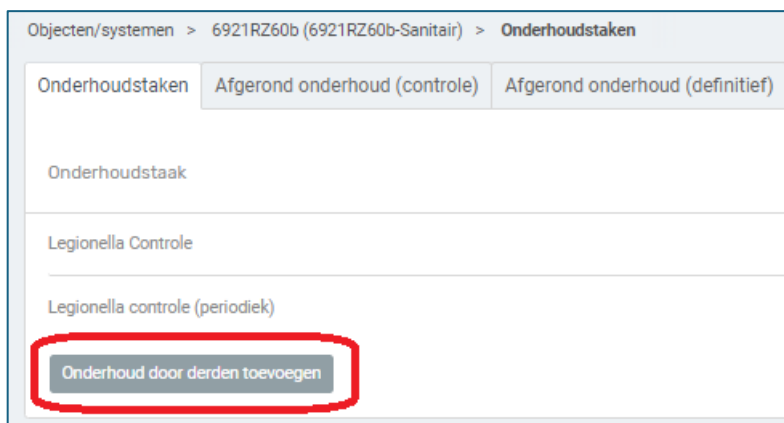 Objecten/systemen > 6921RZ60b (6921RZ60b-Sanitair) > Onderhoudstaken
Onderhoudstaken Afgerond onderhoud (controle) Afgerond onderhoud (definitief)
Onderhoudstaak
Legionella Controle
Legionella controle (periodiek)
Onderhoud door derden toevoegen